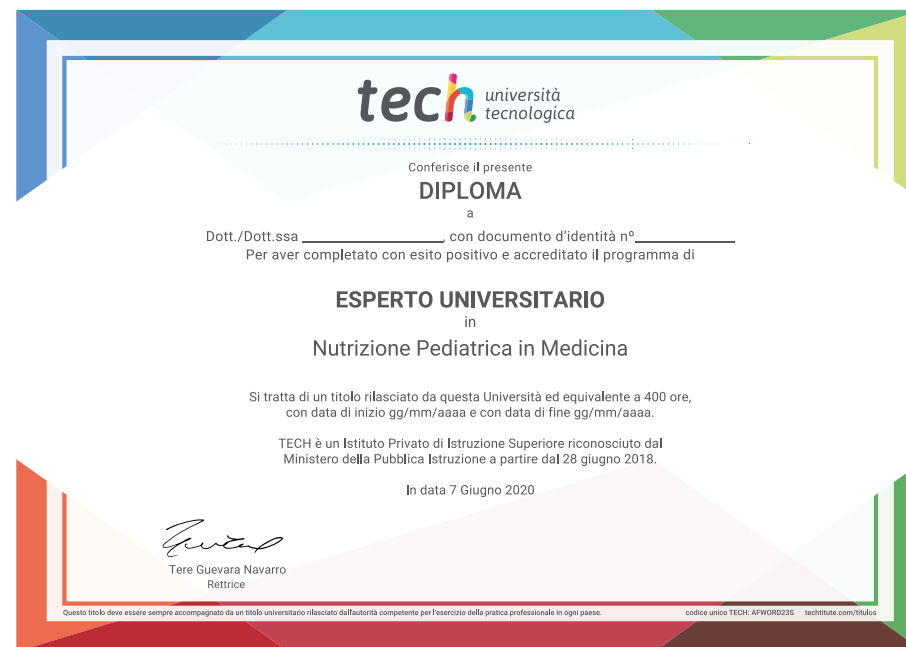 tech università
tecnologica
Conferisce il presente
DIPLOMA
a
Dott./Dott.ssa ________________, con documento d'identità nº____________
Per aver completato con esito positivo e accreditato il programma di
ESPERTO UNIVERSITARIO
in
Nutrizione Pediatrica in Medicina
Si tratta di un titolo rilasciato da questa Università ed equivalente a 400 ore,
con data di inizio gg/mm/aaaa e con data di fine gg/mm/aaaa.
TECH è un Istituto Privato di Istruzione Superiore riconosciuto dal
Ministero della Pubblica Istruzione a partire dal 28 giugno 2018.
In data 7 Giugno 2020
Tere Guevara Navarro
Rettrice
Questo titolo deve essere sempre accompagnato da un titolo universitario rilasciato dall'autorità competente per l'esercizio della pratica professionale in ogni paese. codice unico TECH: AFWORD23S techtitute.com/titulos